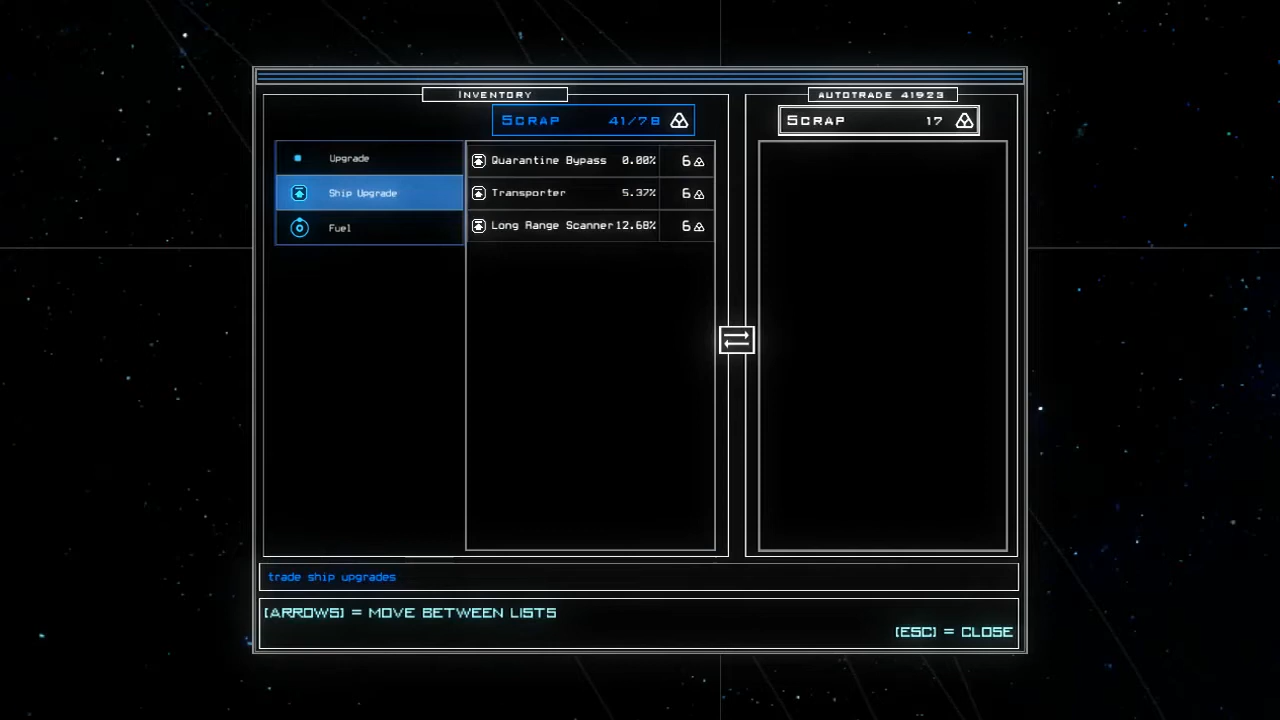 INVENTORY
SCRAP 41/78
Upgrade
Ship Upgrade
Fuel
Quarantine Bypass 0.00% 6
Transporter 5.37% 6
Long Range Scanner 12.68% 6
AUTOTRADE 41923
SCRAP 17
trade ship upgrades
[ARROWS] = MOVE BETWEEN LISTS
[ESC] = CLOSE